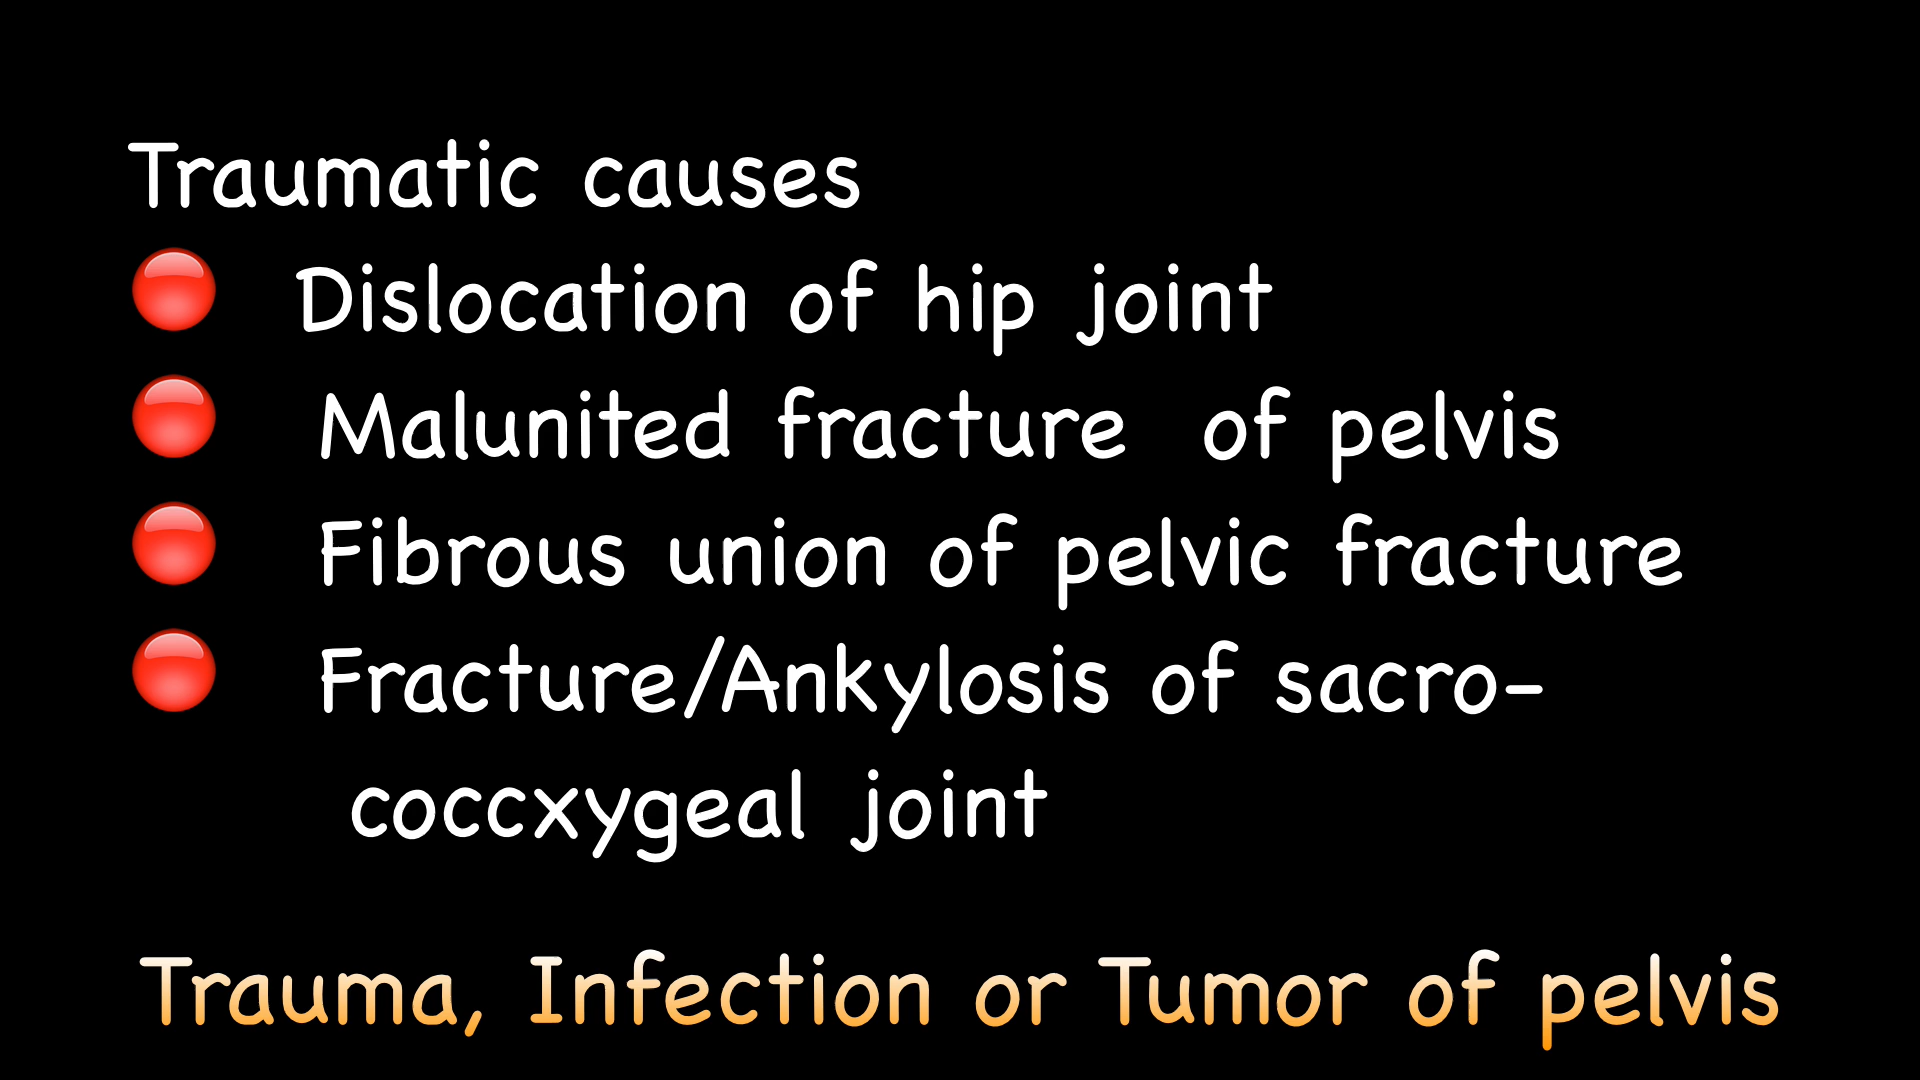 Traumatic causes
Dislocation of hip joint
Malunited fracture of pelvis
Fibrous union of pelvic fracture
Fracture/Ankylosis of sacro-
coccxygeal joint
Trauma, Infection or Tumor of pelvis